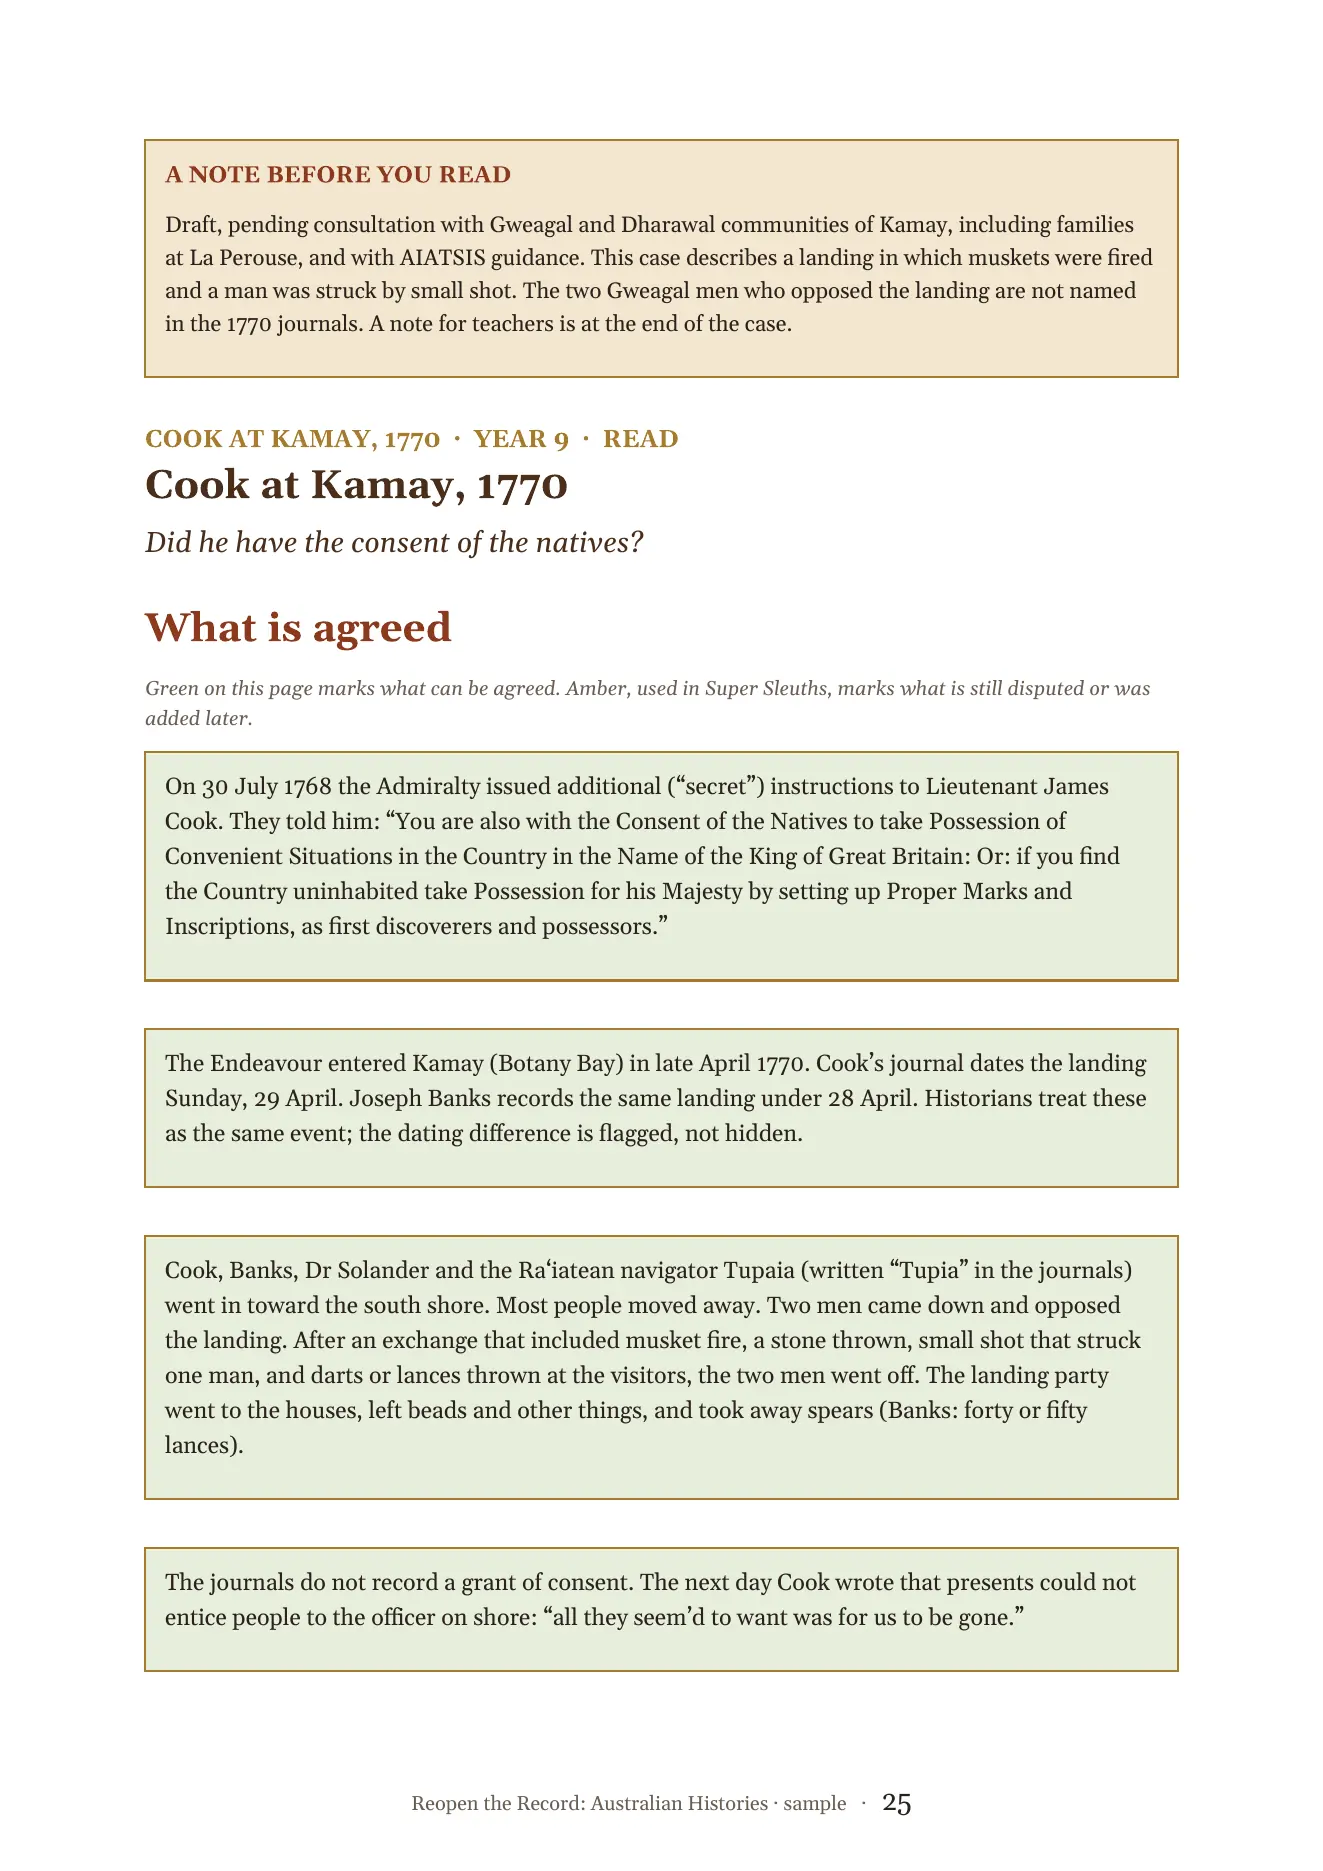 A NOTE BEFORE YOU READ
Draft, pending consultation with Gweagal and Dharawal communities of Kamay, including families
at La Perouse, and with AIATSIS guidance. This case describes a landing in which muskets were fired
and a man was struck by small shot. The two Gweagal men who opposed the landing are not named
in the 1770 journals. A note for teachers is at the end of the case.
COOK AT KAMAY, 1770 · YEAR 9 · READ
Cook at Kamay, 1770
Did he have the consent of the natives?
What is agreed
Green on this page marks what can be agreed. Amber, used in Super Sleuths, marks what is still disputed or was
added later.
On 30 July 1768 the Admiralty issued additional (“secret”) instructions to Lieutenant James
Cook. They told him: “You are also with the Consent of the Natives to take Possession of
Convenient Situations in the Country in the Name of the King of Great Britain: Or: if you find
the Country uninhabited take Possession for his Majesty by setting up Proper Marks and
Inscriptions, as first discoverers and possessors.”
The Endeavour entered Kamay (Botany Bay) in late April 1770. Cook’s journal dates the landing
Sunday, 29 April. Joseph Banks records the same landing under 28 April. Historians treat these
as the same event; the dating difference is flagged, not hidden.
Cook, Banks, Dr Solander and the Ra‘iatean navigator Tupaia (written “Tupia” in the journals)
went in toward the south shore. Most people moved away. Two men came down and opposed
the landing. After an exchange that included musket fire, a stone thrown, small shot that struck
one man, and darts or lances thrown at the visitors, the two men went off. The landing party
went to the houses, left beads and other things, and took away spears (Banks: forty or fifty
lances).
The journals do not record a grant of consent. The next day Cook wrote that presents could not
entice people to the officer on shore: “all they seem’d to want was for us to be gone.”
Reopen the Record: Australian Histories · sample · 25